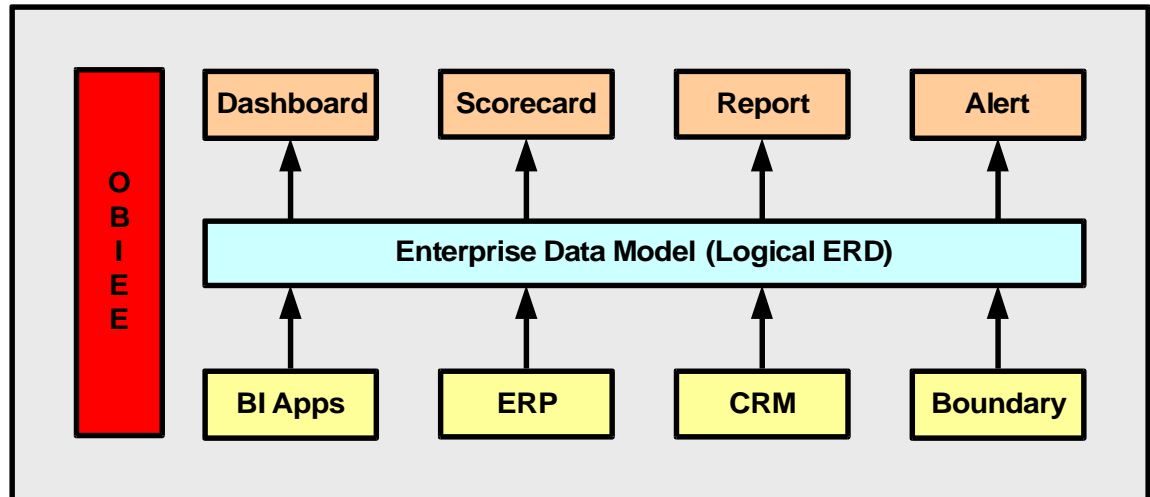 Dashboard
Scorecard
Report
Alert
O
B
I
E
E
Enterprise Data Model (Logical ERD)
BI Apps
ERP
CRM
Boundary